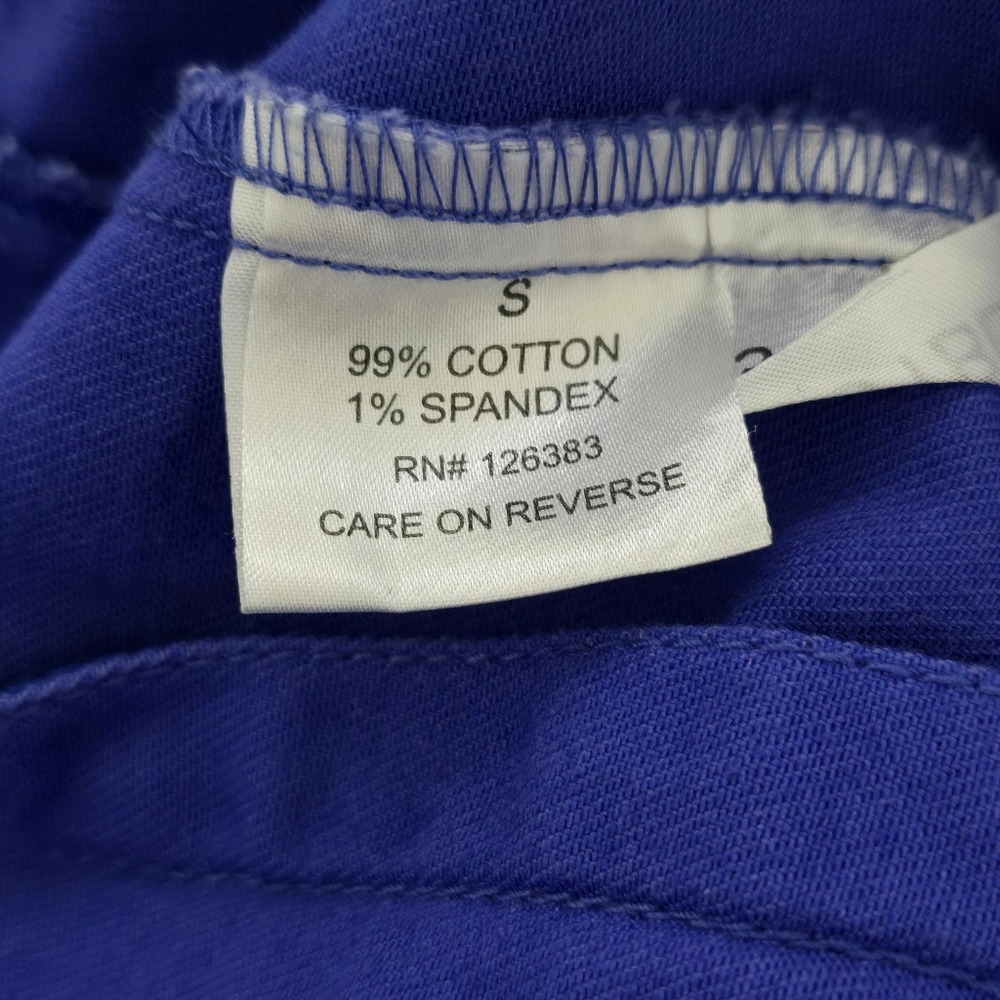 S
99% COTTON
1% SPANDEX
RN# 126383
CARE ON REVERSE